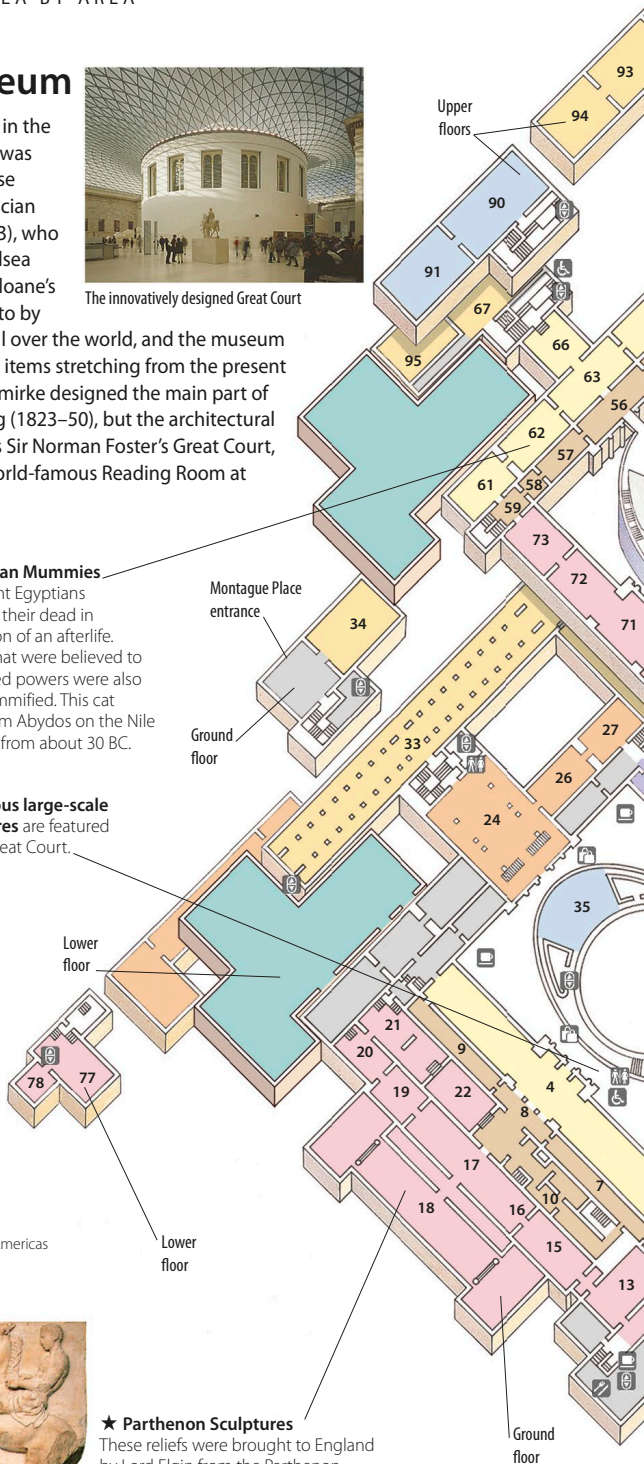 EA BY AREA
eum
in the
was
se
cian
3), who
lsea
loane's
to by
l over the world, and the museum
items stretching from the present
mirke designed the main part of
g (1823–50), but the architectural
s Sir Norman Foster's Great Court,
orld-famous Reading Room at
The innovatively designed Great Court
an Mummies
nt Egyptians
their dead in
on of an afterlife.
hat were believed to
ed powers were also
mmified. This cat
m Abydos on the Nile
from about 30 BC.
ous large-scale
res are featured
reat Court.
Upper
floors
93
94
90
91
67
95
66
63
56
62
57
61
58
59
73
72
71
Montague Place
entrance
34
Ground
floor
33
27
26
24
35
Lower
floor
78
77
21
20
9
4
19
22
8
17
7
18
16
10
15
13
mericas
Lower
floor
★ Parthenon Sculptures
These reliefs were brought to England
by Lord Elgin from the Parthenon
Ground
floor